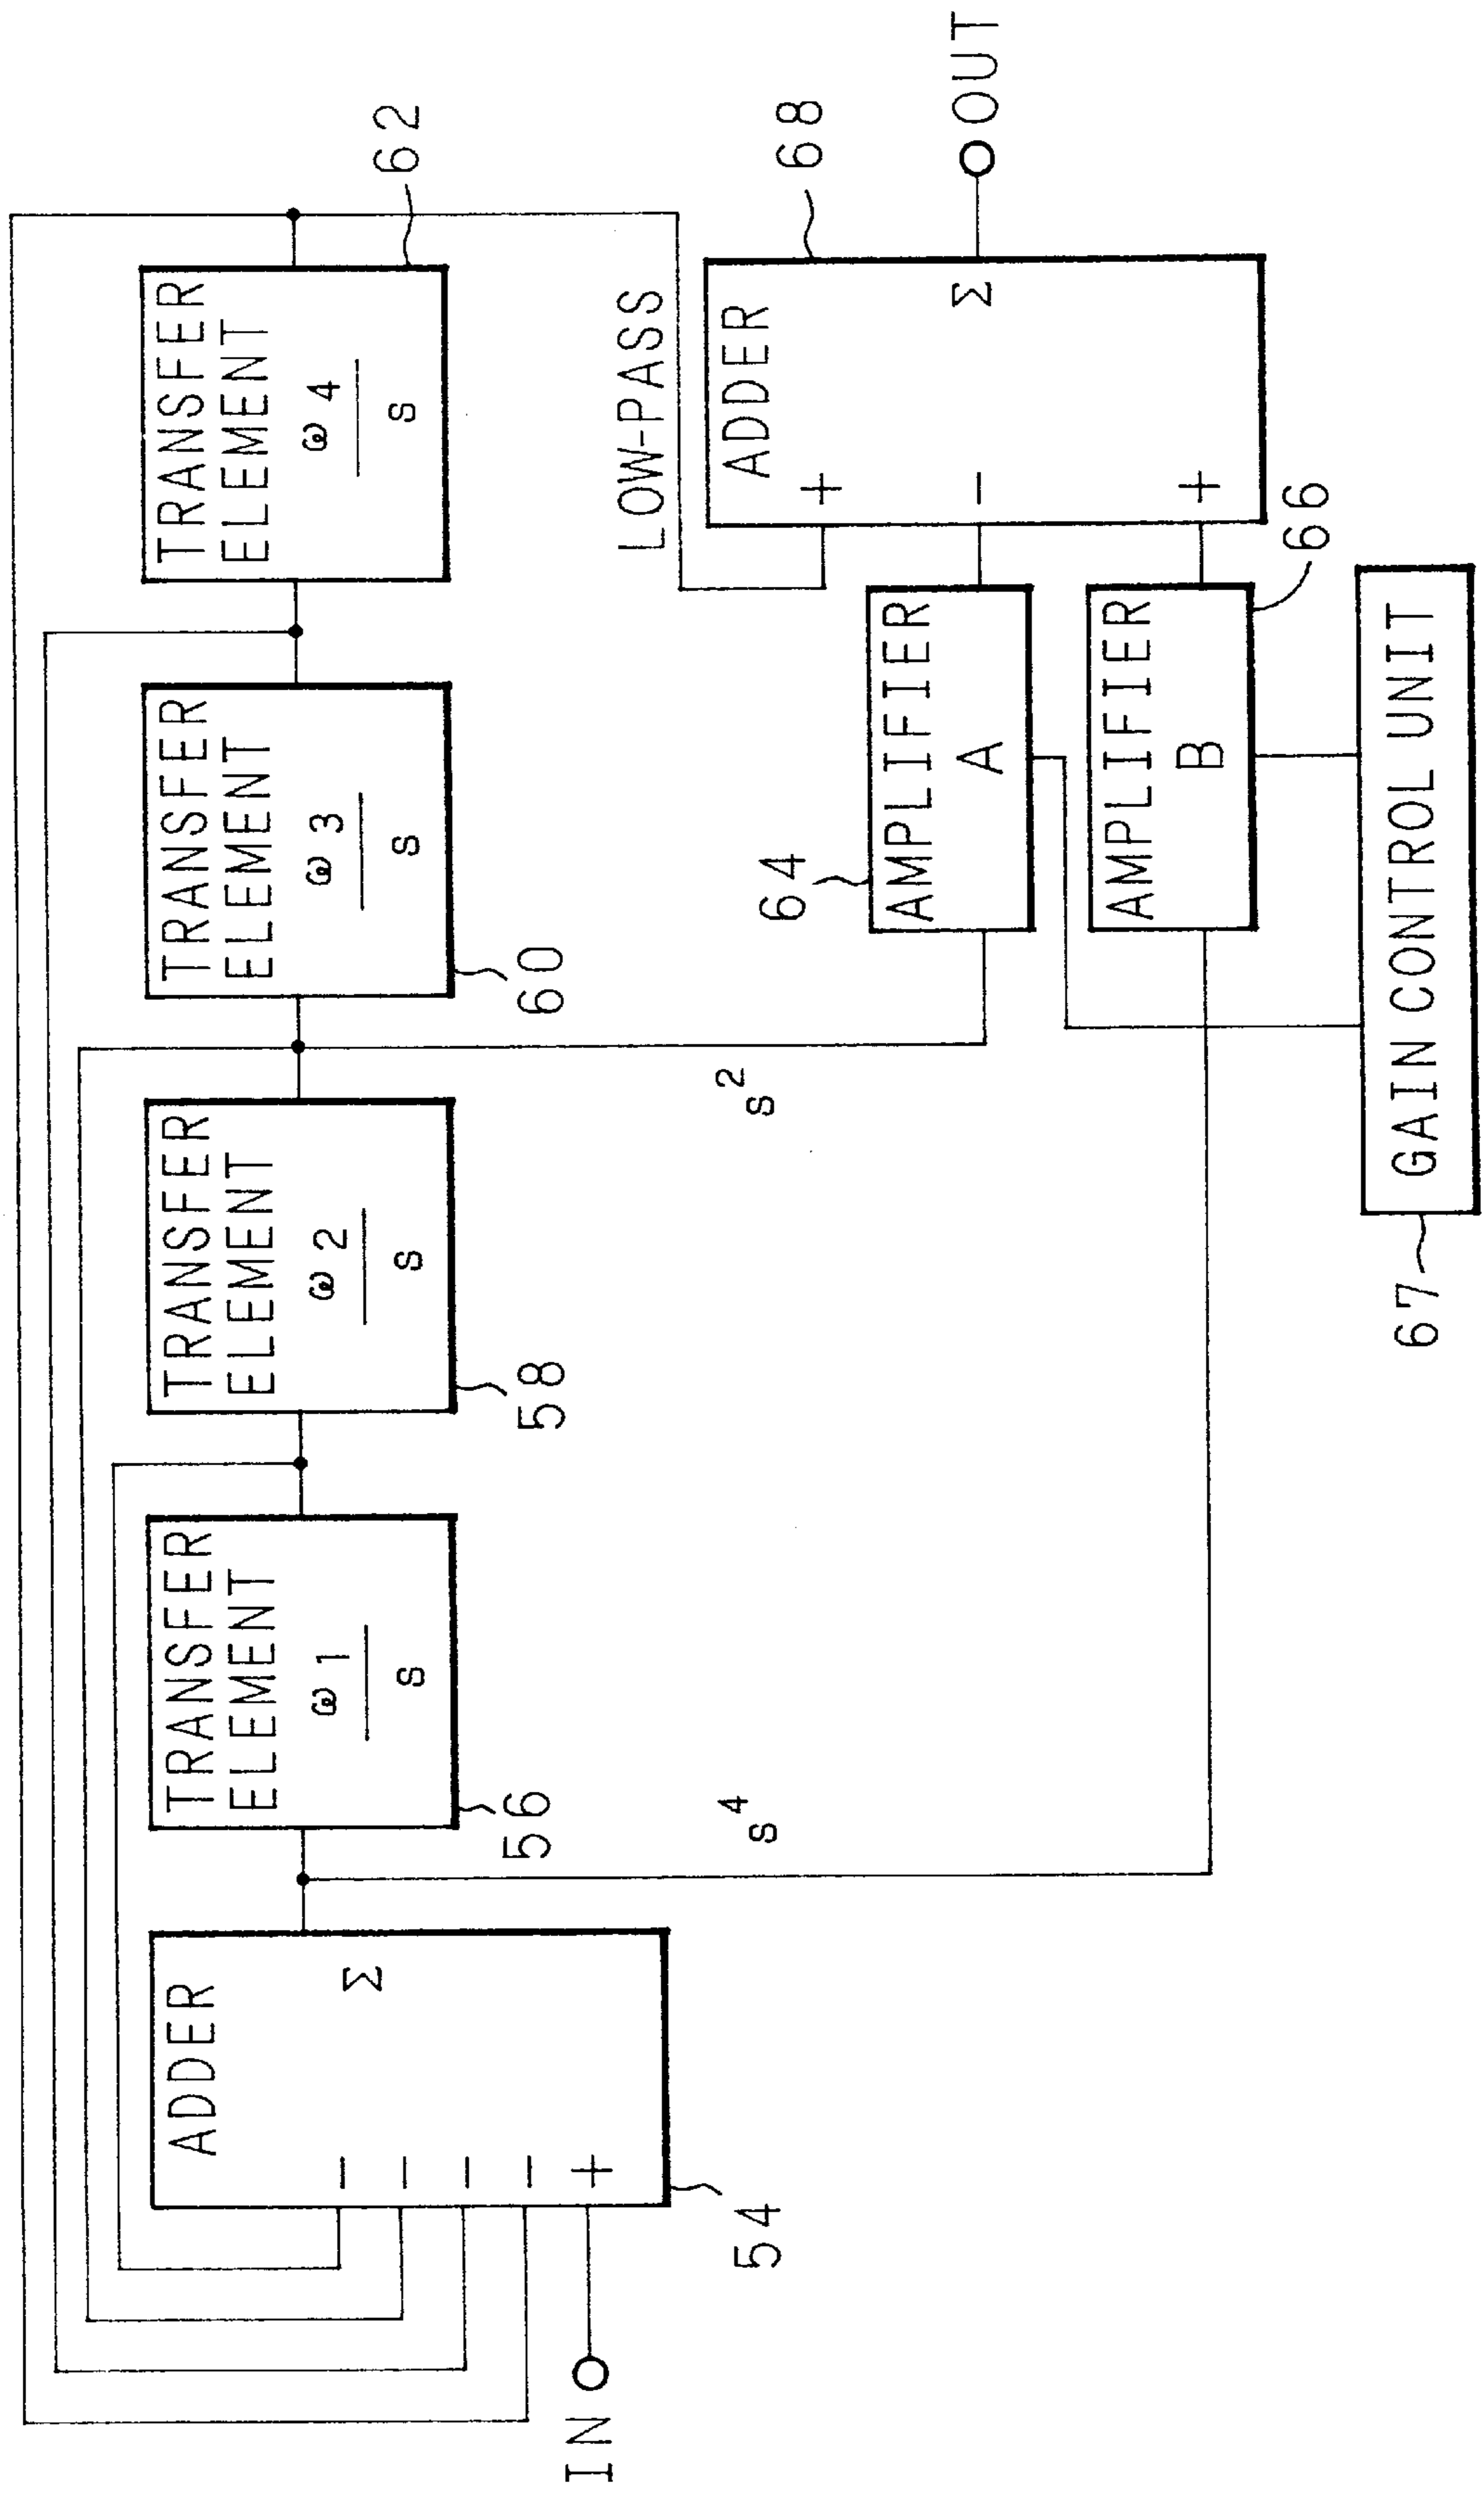 IN
ADDER
Σ
−
−
−
−
+
54
s⁴
TRANSFER
ELEMENT
ω1
s
56
TRANSFER
ELEMENT
ω2
s
58
s²
TRANSFER
ELEMENT
ω3
s
60
TRANSFER
ELEMENT
ω4
s
62
LOW-PASS
64
AMPLIFIER
A
AMPLIFIER
B
66
67
GAIN CONTROL UNIT
ADDER
+
−
+
Σ
68
OUT